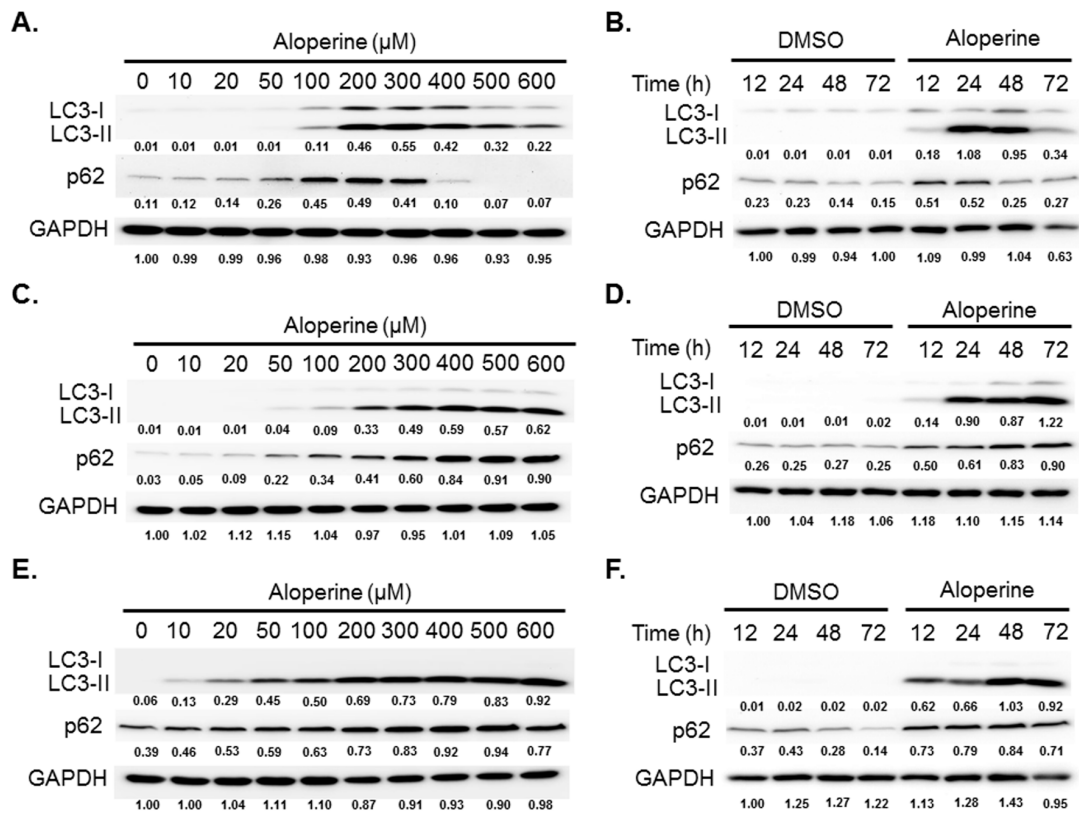 A.
Aloperine (µM)
0 10 20 50 100 200 300 400 500 600
LC3-I
LC3-II
0.01 0.01 0.01 0.01 0.11 0.46 0.55 0.42 0.32 0.22
p62
0.11 0.12 0.14 0.26 0.45 0.49 0.41 0.10 0.07 0.07
GAPDH
1.00 0.99 0.99 0.96 0.98 0.93 0.96 0.96 0.93 0.95
B.
DMSO Aloperine
Time (h) 12 24 48 72 12 24 48 72
LC3-I
LC3-II
0.01 0.01 0.01 0.01 0.18 1.08 0.95 0.34
p62
0.23 0.23 0.14 0.15 0.51 0.52 0.25 0.27
GAPDH
1.00 0.99 0.94 1.00 1.09 0.99 1.04 0.63
C.
Aloperine (µM)
0 10 20 50 100 200 300 400 500 600
LC3-I
LC3-II
0.01 0.01 0.01 0.04 0.09 0.33 0.49 0.59 0.57 0.62
p62
0.03 0.05 0.09 0.22 0.34 0.41 0.60 0.84 0.91 0.90
GAPDH
1.00 1.02 1.12 1.15 1.04 0.97 0.95 1.01 1.09 1.05
D.
DMSO Aloperine
Time (h) 12 24 48 72 12 24 48 72
LC3-I
LC3-II
0.01 0.01 0.01 0.02 0.14 0.90 0.87 1.22
p62
0.26 0.25 0.27 0.25 0.50 0.61 0.83 0.90
GAPDH
1.00 1.04 1.18 1.06 1.18 1.10 1.15 1.14
E.
Aloperine (µM)
0 10 20 50 100 200 300 400 500 600
LC3-I
LC3-II
0.06 0.13 0.29 0.45 0.50 0.69 0.73 0.79 0.83 0.92
p62
0.39 0.46 0.53 0.59 0.63 0.73 0.83 0.92 0.94 0.77
GAPDH
1.00 1.00 1.04 1.11 1.10 0.87 0.91 0.93 0.90 0.98
F.
DMSO Aloperine
Time (h) 12 24 48 72 12 24 48 72
LC3-I
LC3-II
0.01 0.02 0.02 0.02 0.62 0.66 1.03 0.92
p62
0.37 0.43 0.28 0.14 0.73 0.79 0.84 0.71
GAPDH
1.00 1.25 1.27 1.22 1.13 1.28 1.43 0.95